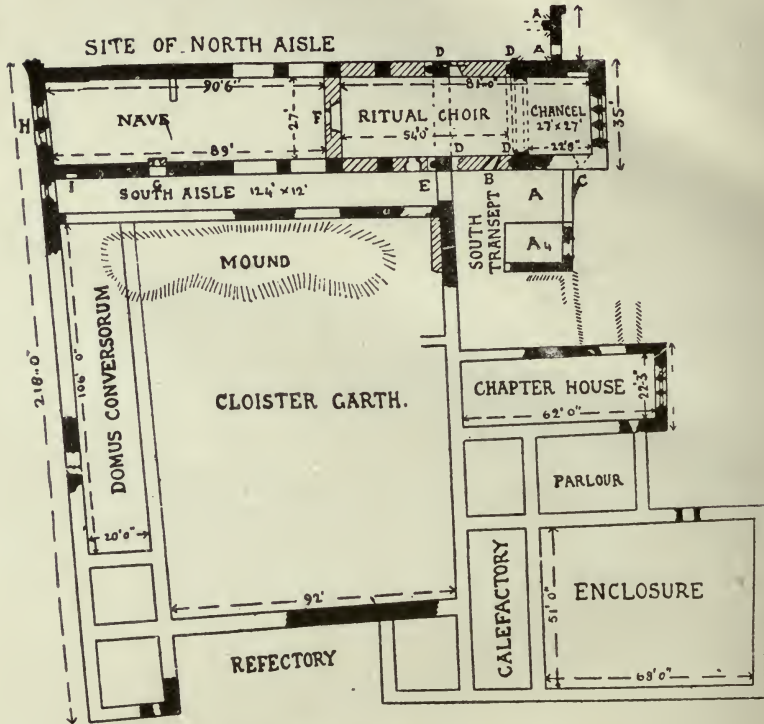 SITE OF NORTH AISLE
A
A
D
D
90'6"
81'-0"
H
NAVE
27'
F
RITUAL CHOIR
CHANCEL
27' x 27'
35'
54'0"
22'9"
89'
D
D
I
G
E
B
C
SOUTH AISLE 124' x 12'
A
SOUTH TRANSEPT
A4
MOUND
218-0"
106' 0"
DOMUS CONVERSORUM
CLOISTER GARTH.
CHAPTER HOUSE
22'-3"
62'0"
PARLOUR
20'0"
92'
CALEFACTORY
51'0"
ENCLOSURE
68'0"
REFECTORY